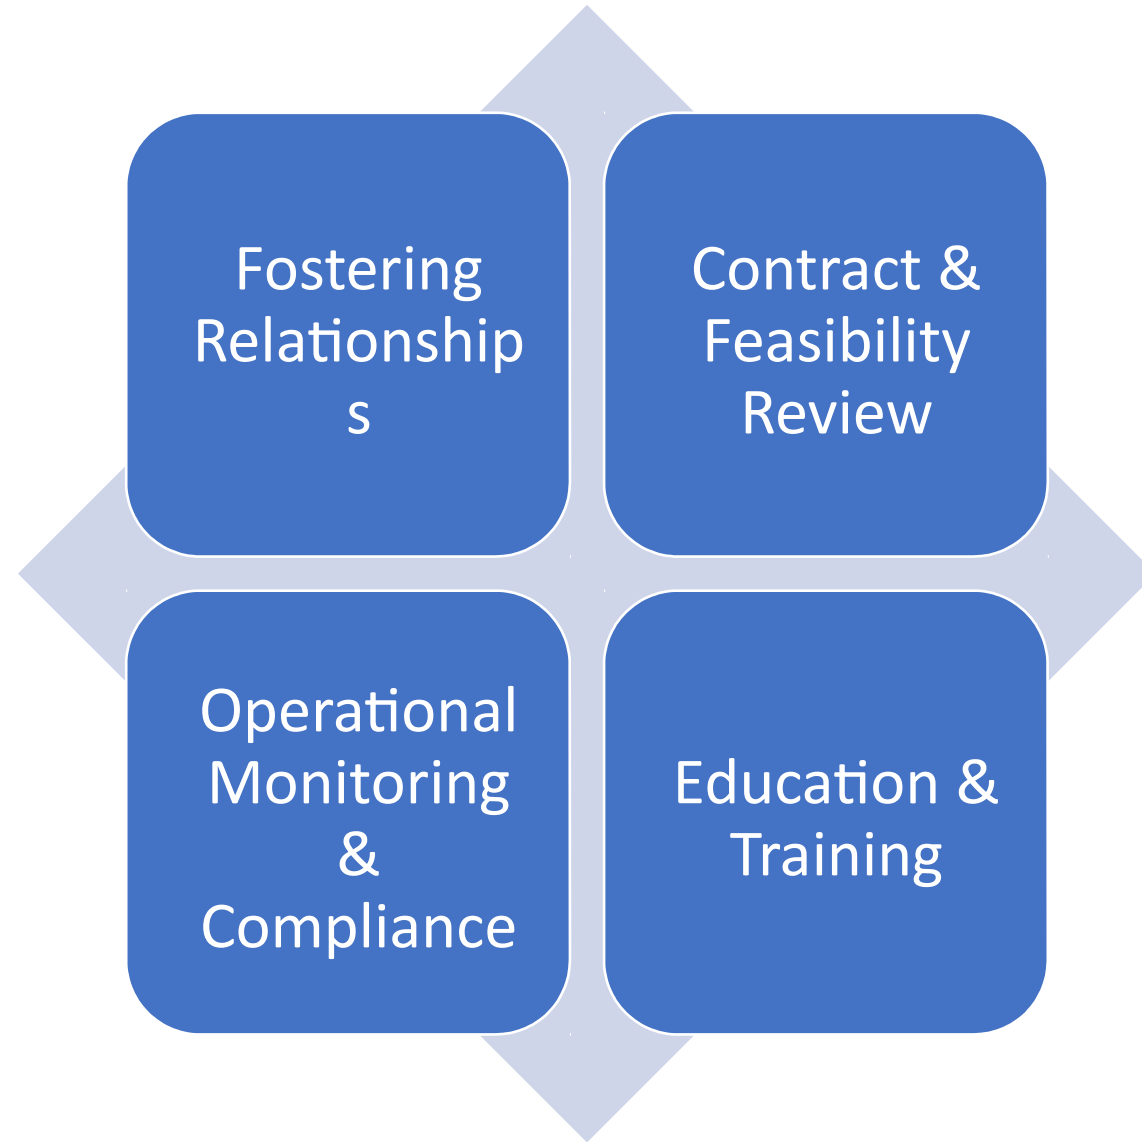 Fostering
Relationship
s
Contract &
Feasibility
Review
Operational
Monitoring
&
Compliance
Education &
Training